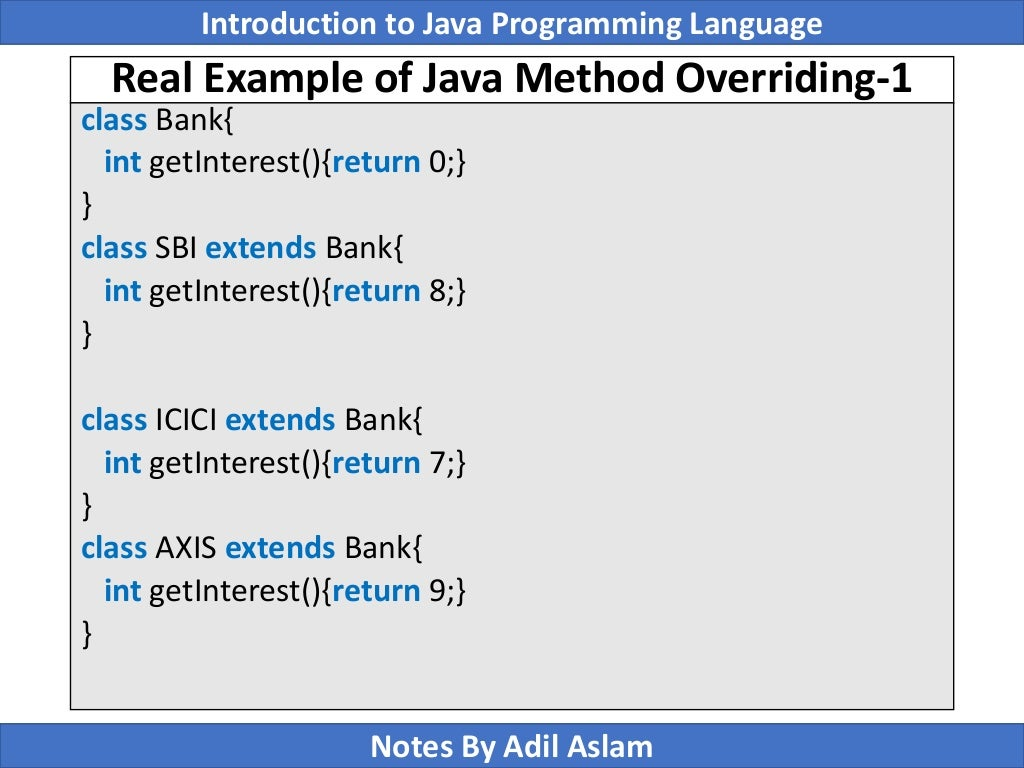 Introduction to Java Programming Language
Real Example of Java Method Overriding-1
class Bank{
int getInterest(){return 0;}
}
class SBI extends Bank{
int getInterest(){return 8;}
}
class ICICI extends Bank{
int getInterest(){return 7;}
}
class AXIS extends Bank{
int getInterest(){return 9;}
}
Notes By Adil Aslam